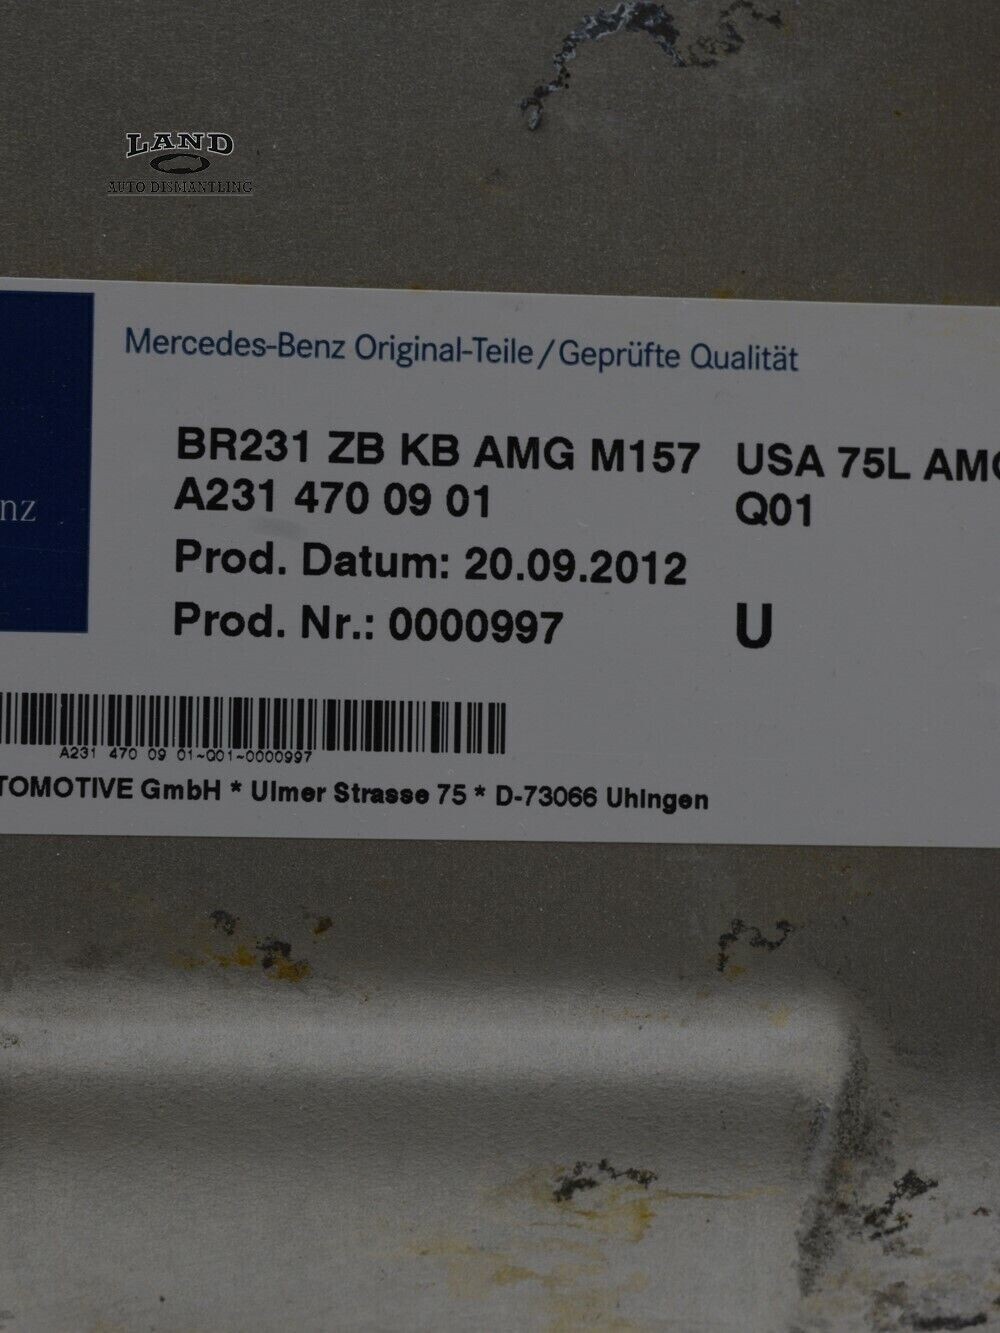 LAND
AUTO DISMANTLING
Mercedes-Benz Original-Teile/Geprüfte Qualität
BR231 ZB KB AMG M157 USA 75L AMG
A231 470 09 01 Q01
nz
Prod. Datum: 20.09.2012
Prod. Nr.: 0000997 U
A231 470 09 01~Q01~0000997
TOMOTIVE GmbH * Ulmer Strasse 75 * D-73066 Uhingen